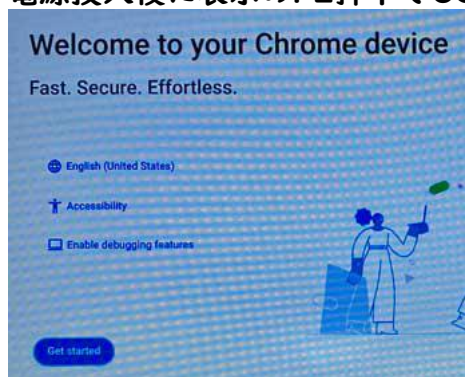 Welcome to your Chrome device
Fast. Secure. Effortless.
English (United States)
Accessibility
Enable debugging features
Get started